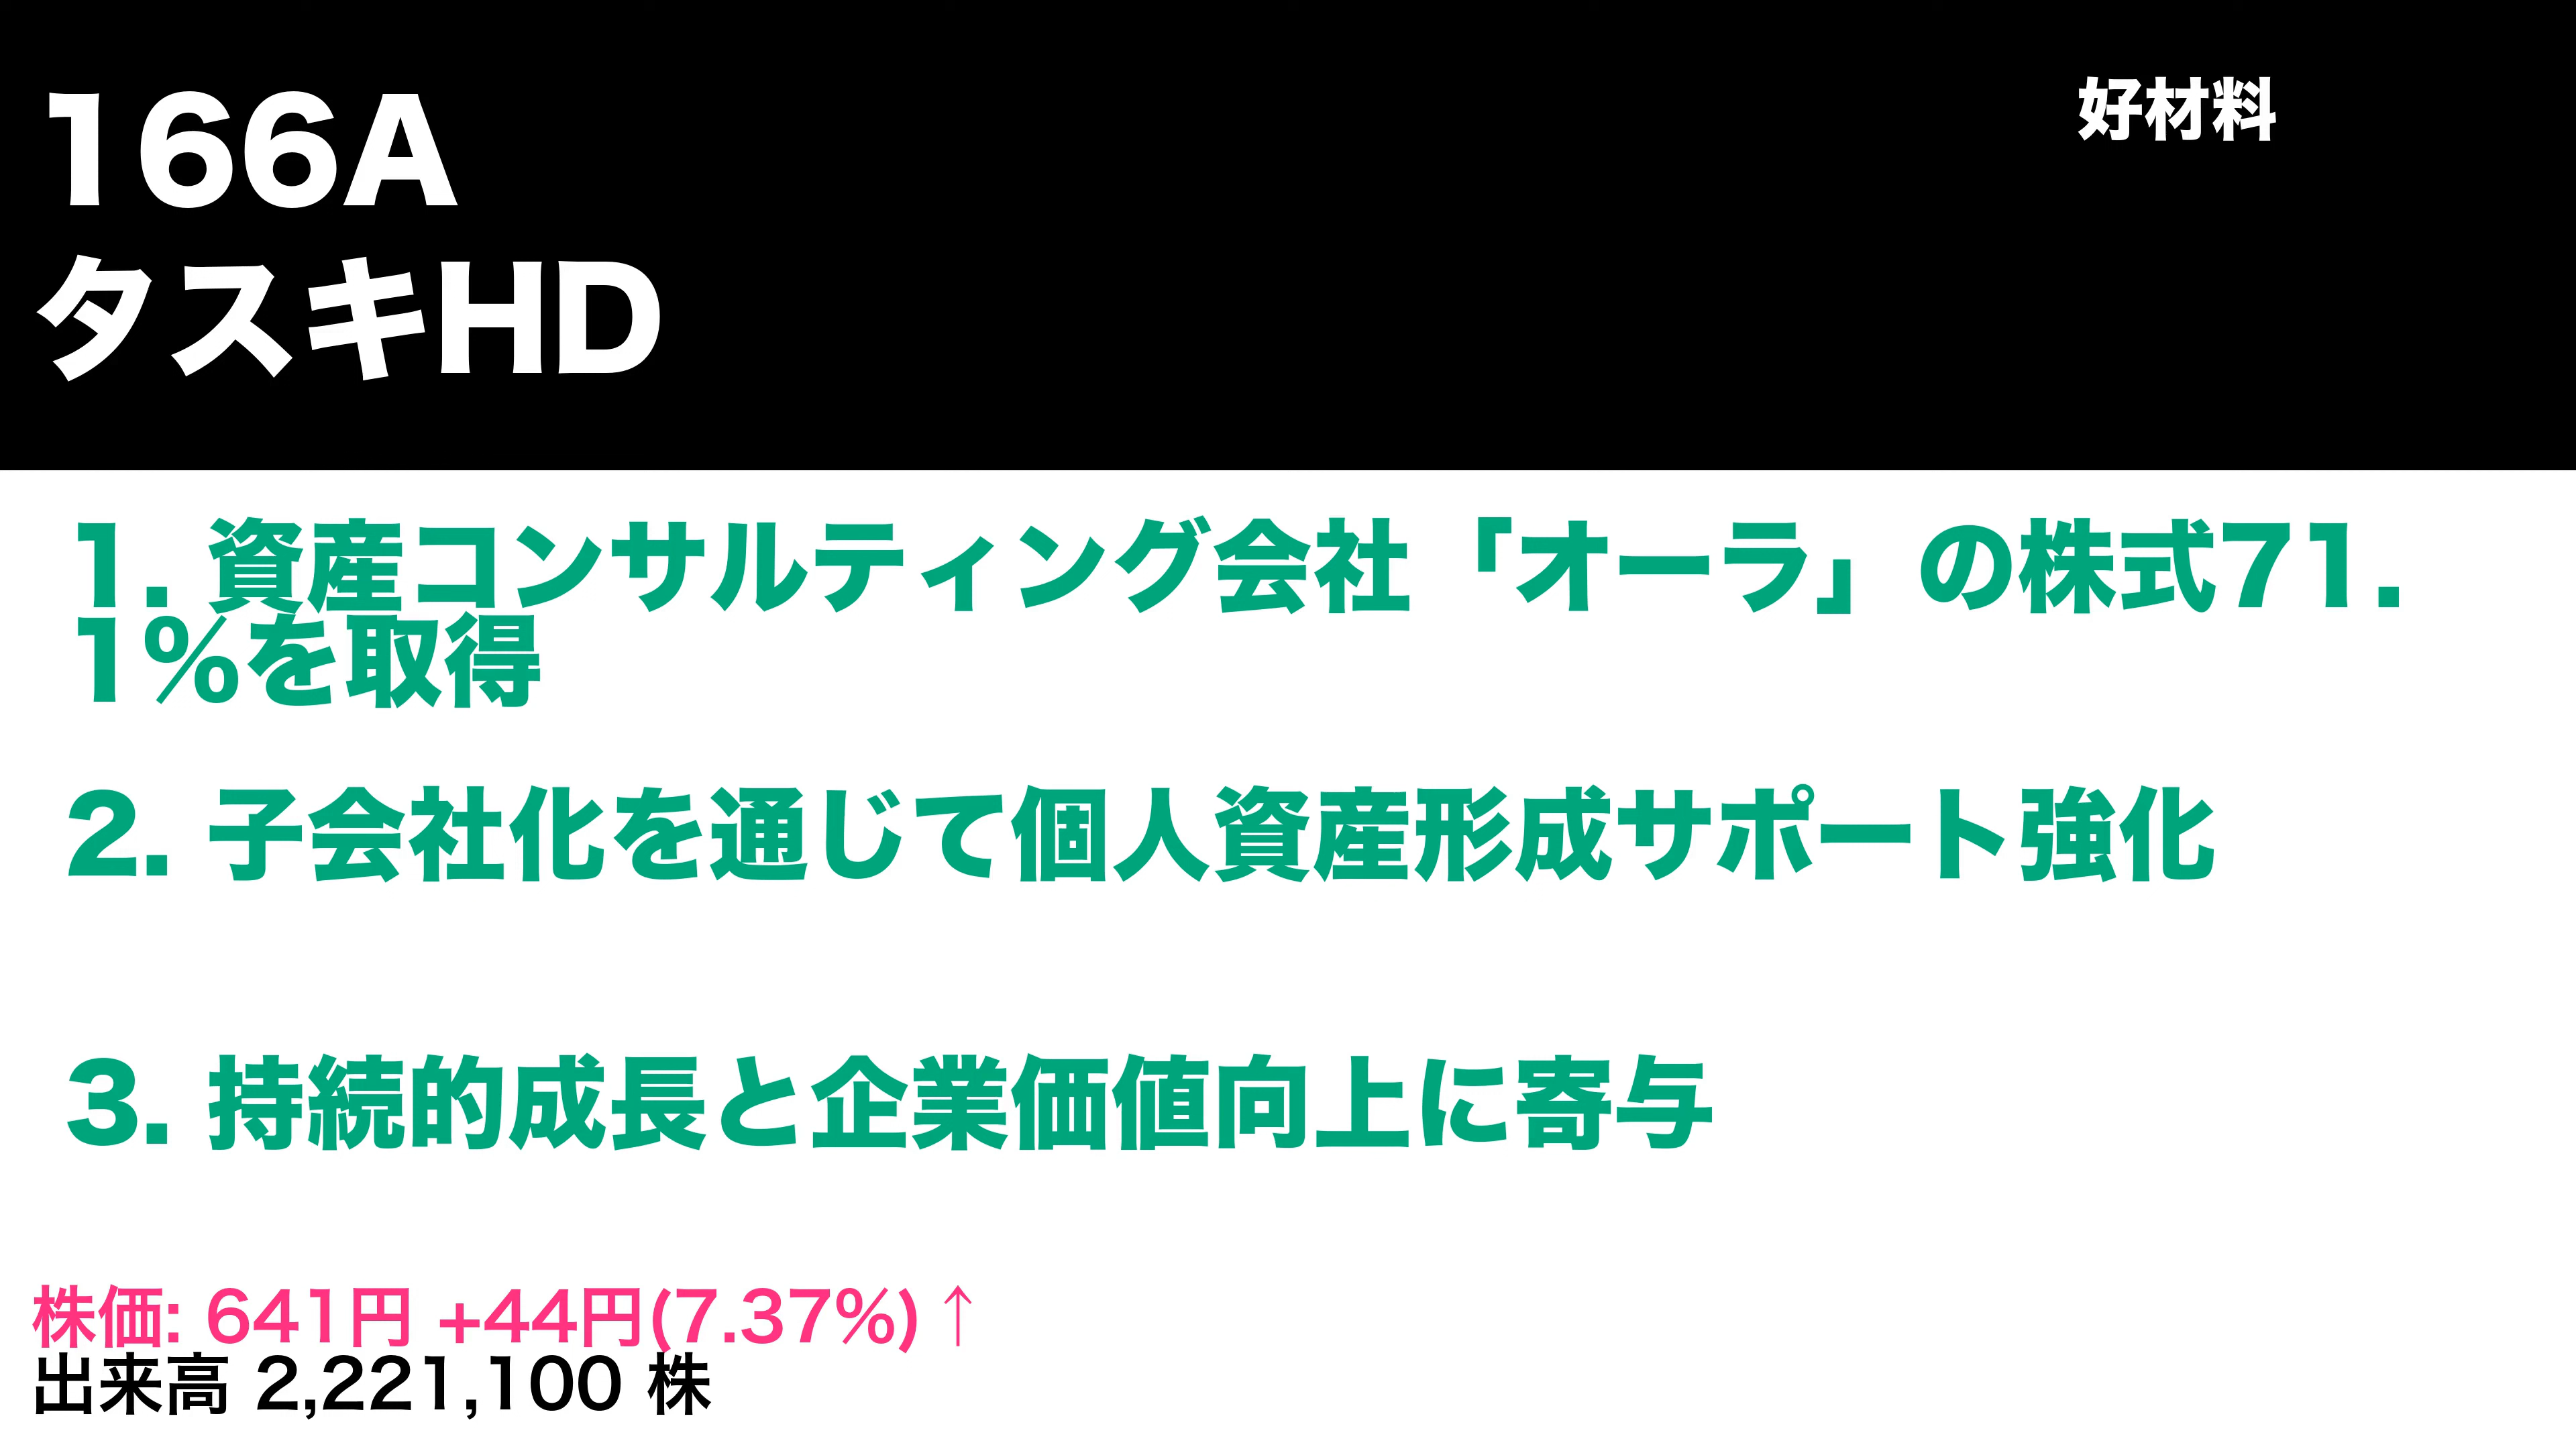 166A
好材料
タスキHD
1. 資産コンサルティング会社「オーラ」の株式71.
1%を取得
2. 子会社化を通じて個人資産形成サポート強化
3. 持続的成長と企業価値向上に寄与
株価: 641円 +44円(7.37%)↑
出来高 2,221,100 株